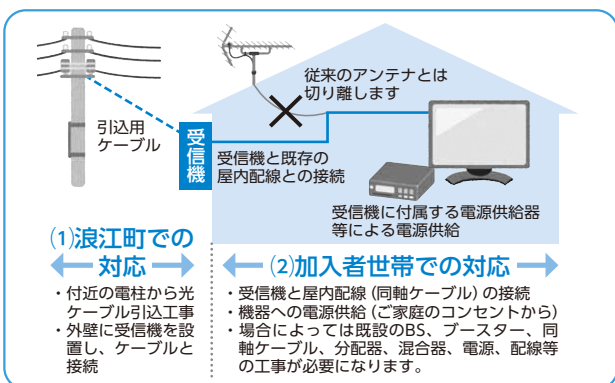 従来のアンテナとは
切り離します
引込用
ケーブル
受信機
受信機と既存の
屋内配線との接続
受信機に付属する電源供給器
等による電源供給
(1)浪江町での
対応
・付近の電柱から光
ケーブル引込工事
・外壁に受信機を設
置し、ケーブルと
接続
(2)加入者世帯での対応
・受信機と屋内配線(同軸ケーブル)の接続
・機器への電源供給(ご家庭のコンセントから)
・場合によっては既設のBS、ブースター、同
軸ケーブル、分配器、混合器、電源、配線等
の工事が必要になります。